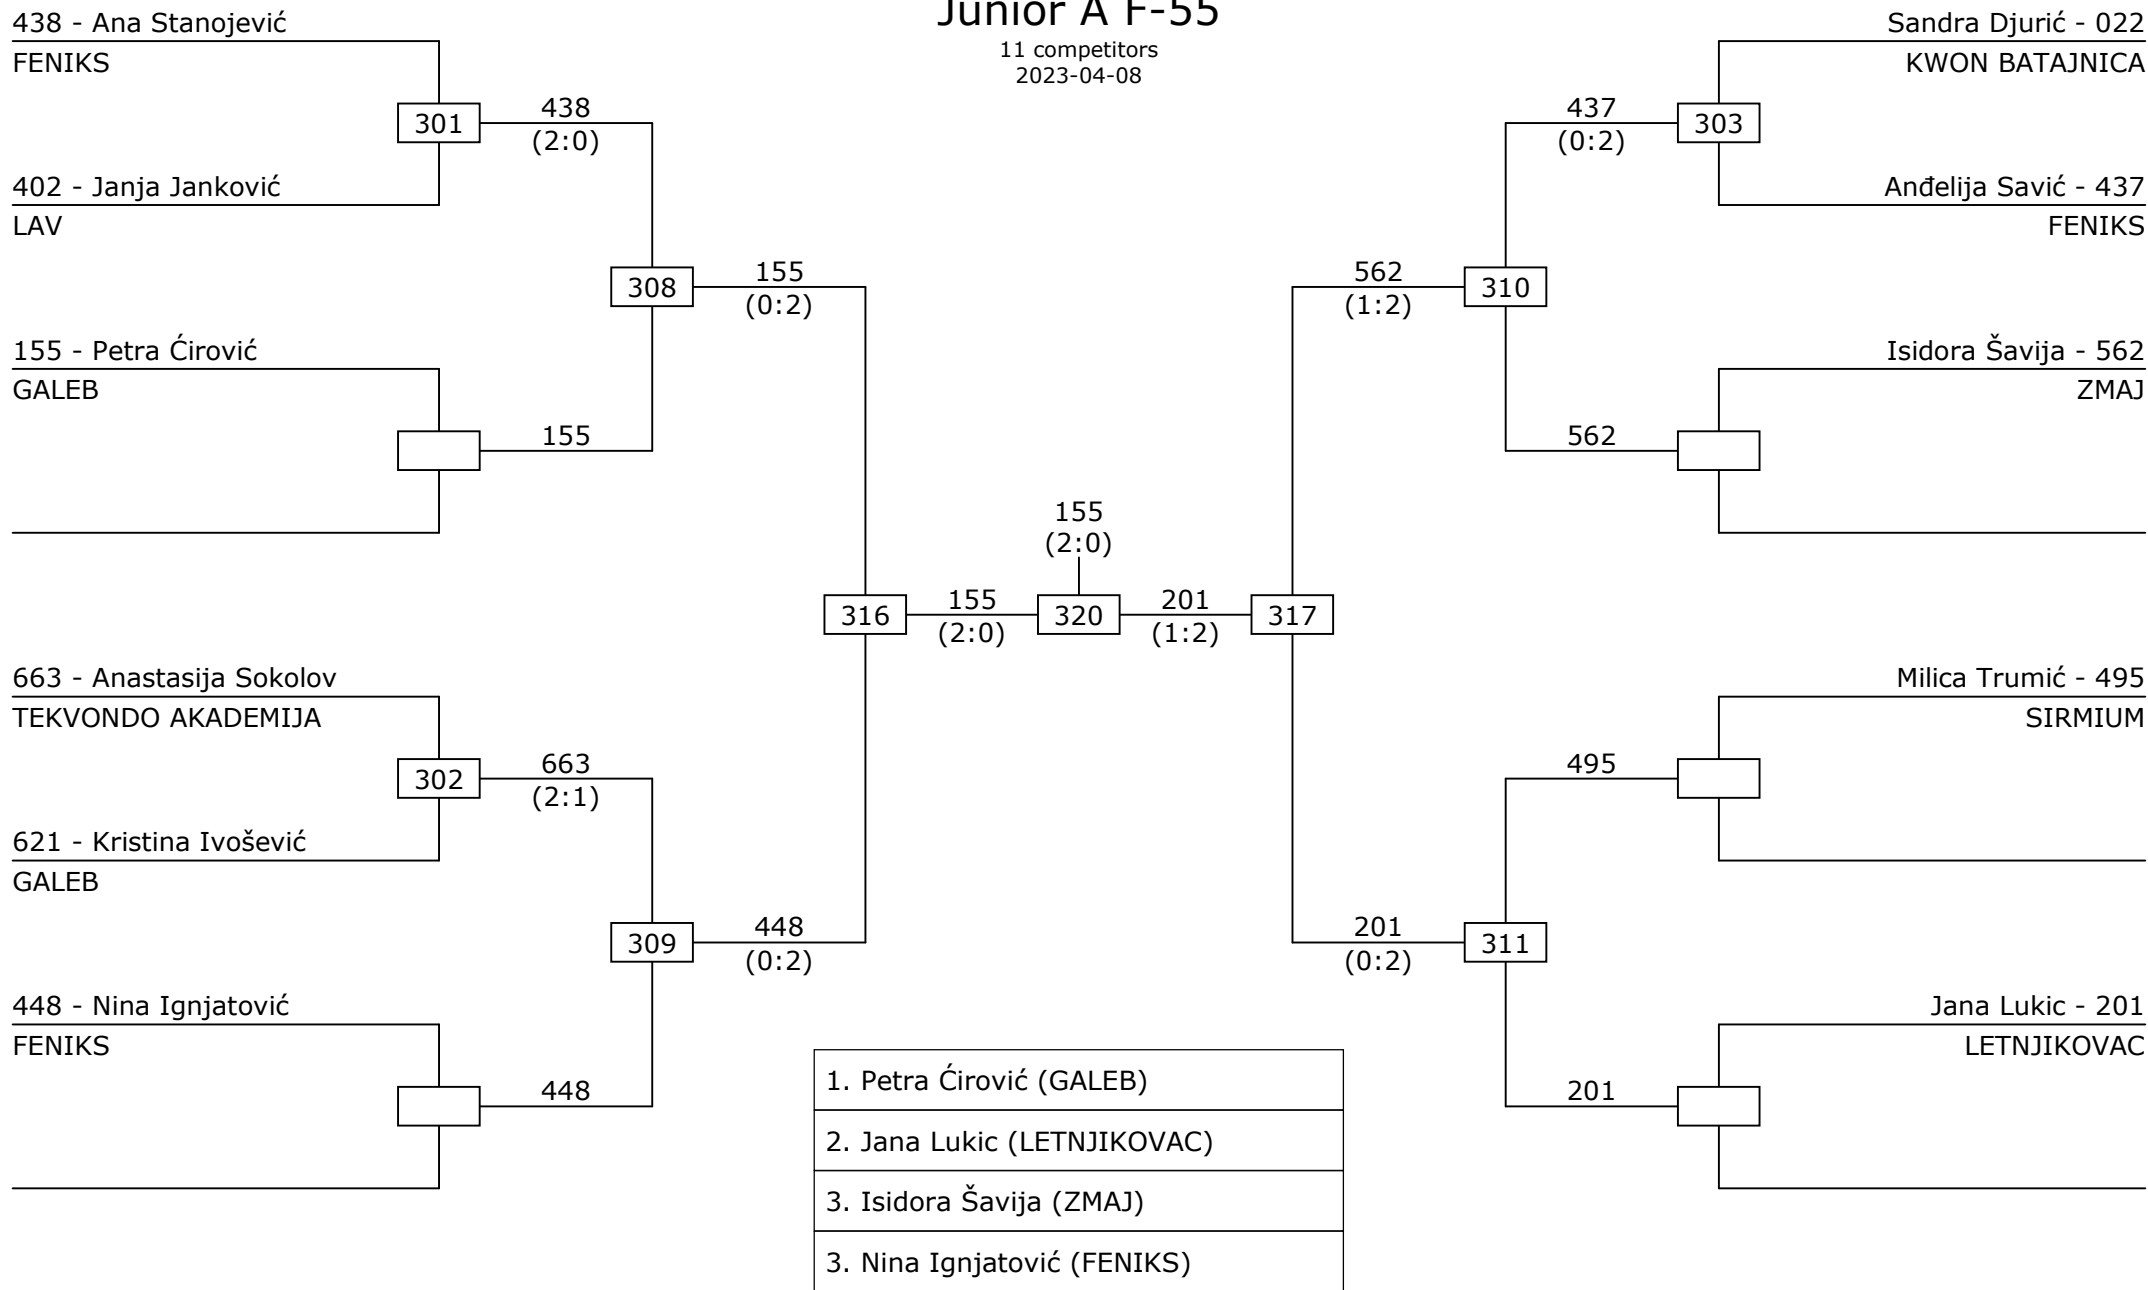 Junior A F-55
11 competitors
2023-04-08
438 - Ana Stanojević
FENIKS
301
438
(2:0)
402 - Janja Janković
LAV
308
155
(0:2)
155 - Petra Ćirović
GALEB
155
316
155
(2:0)
663 - Anastasija Sokolov
TEKVONDO AKADEMIJA
302
663
(2:1)
621 - Kristina Ivošević
GALEB
309
448
(0:2)
448 - Nina Ignjatović
FENIKS
448
155
(2:0)
320
Sandra Djurić - 022
KWON BATAJNICA
437
(0:2)
303
Anđelija Savić - 437
FENIKS
562
(1:2)
310
Isidora Šavija - 562
ZMAJ
562
201
(1:2)
317
Milica Trumić - 495
SIRMIUM
495
201
(0:2)
311
Jana Lukic - 201
LETNJIKOVAC
201
1. Petra Ćirović (GALEB)
2. Jana Lukic (LETNJIKOVAC)
3. Isidora Šavija (ZMAJ)
3. Nina Ignjatović (FENIKS)